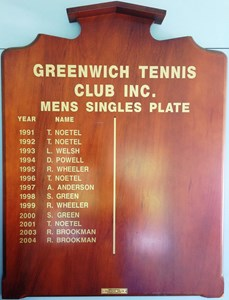 GREENWICH TENNIS
CLUB INC.
MENS SINGLES PLATE
YEAR NAME
1991 T. NOETEL
1992 T. NOETEL
1993 L. WELSH
1994 D. POWELL
1995 R. WHEELER
1996 T. NOETEL
1997 A. ANDERSON
1998 S. GREEN
1999 R. WHEELER
2000 S. GREEN
2001 T. NOETEL
2003 R. BROOKMAN
2004 R. BROOKMAN